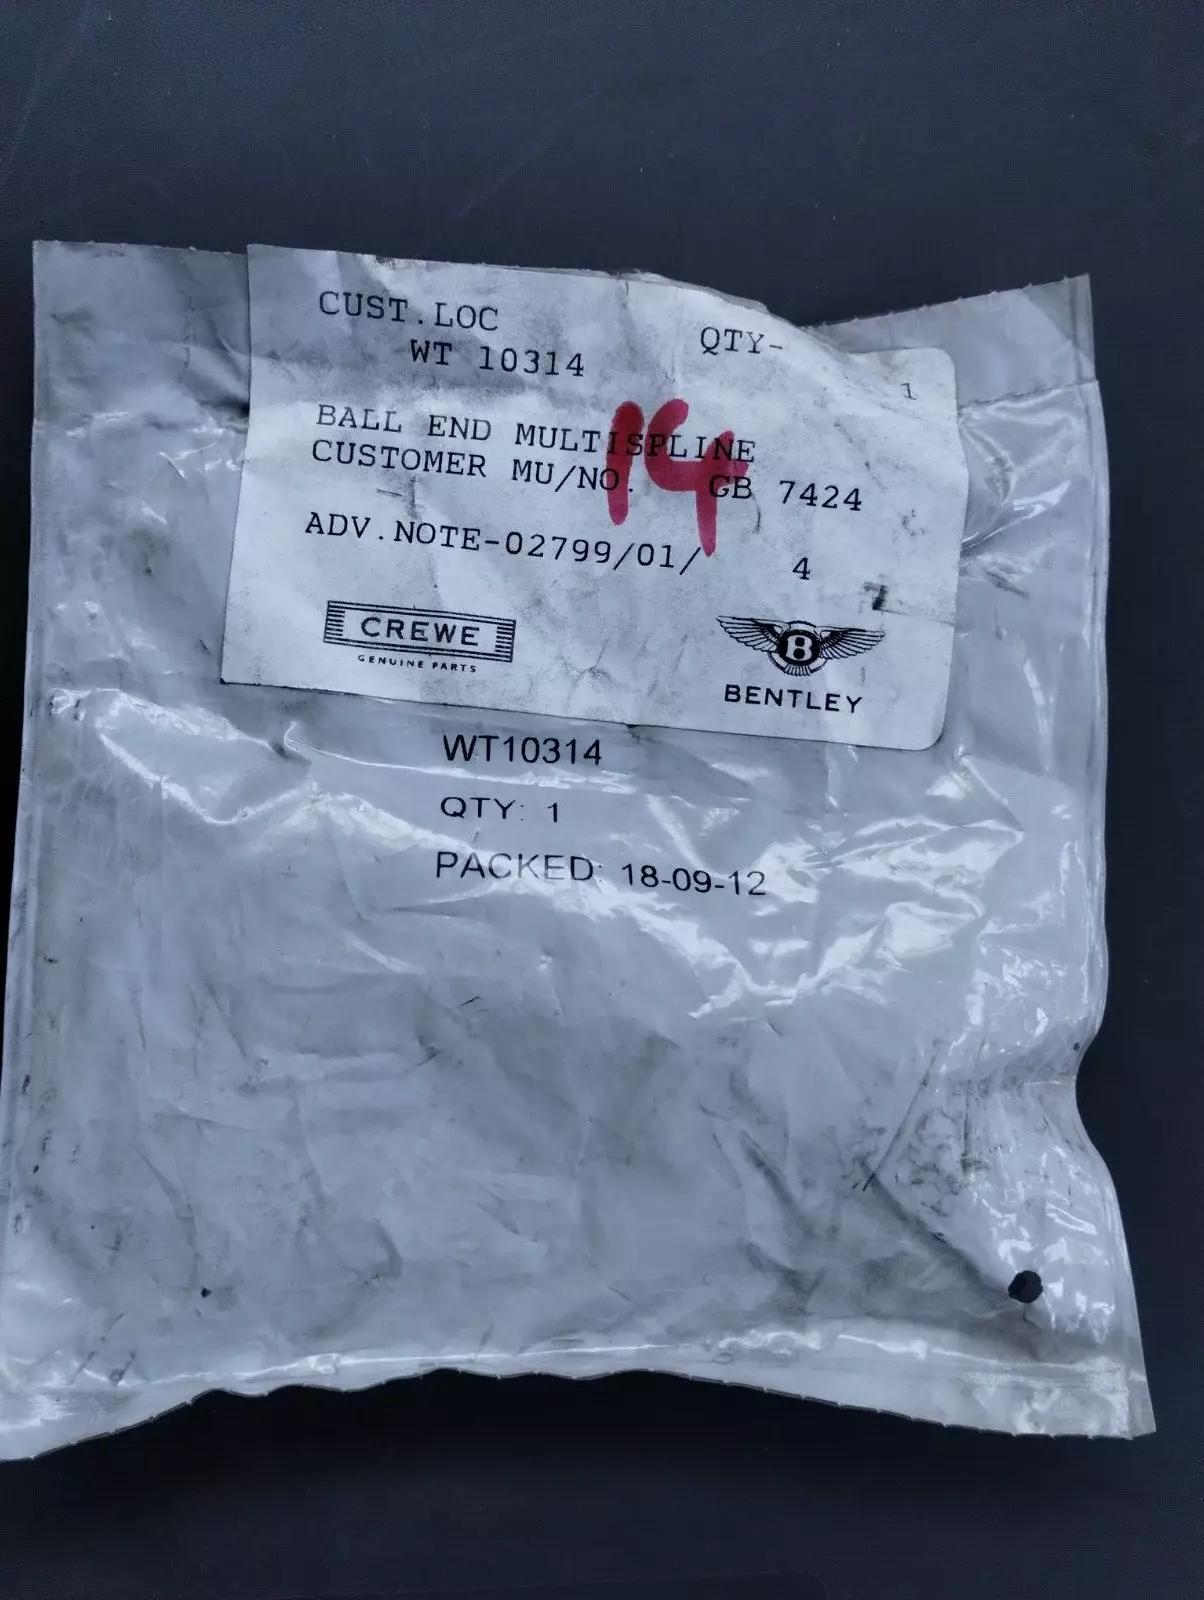 CUST.LOC
WT 10314
QTY- 1
BALL END MULTISPLINE
CUSTOMER MU/NO. GB 7424
14
ADV.NOTE-02799/01/ 4
CREWE
GENUINE PARTS
B
BENTLEY
WT10314
QTY: 1
PACKED: 18-09-12